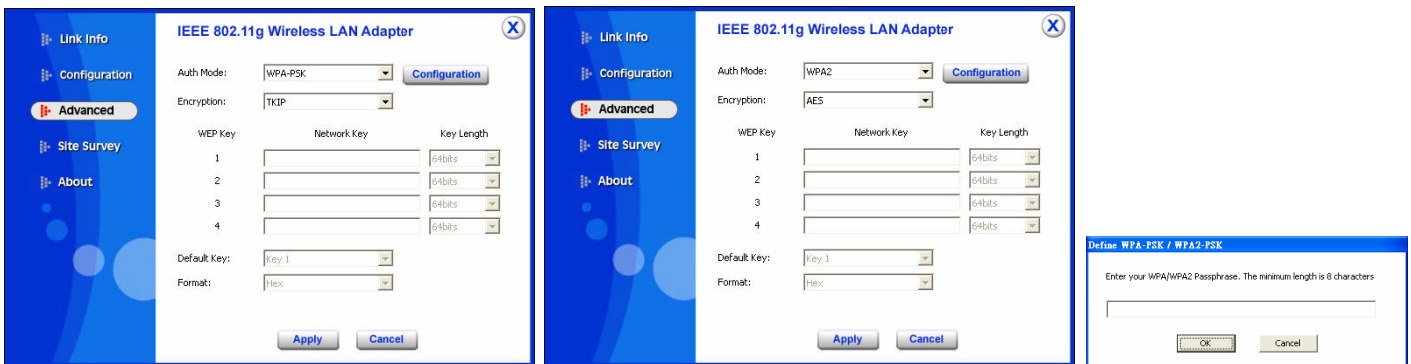 Link Info
Configuration
Advanced
Site Survey
About
IEEE 802.11g Wireless LAN Adapter
X
Auth Mode: WPA-PSK Configuration
Encryption: TKIP
WEP Key Network Key Key Length
1 64bits
2 64bits
3 64bits
4 64bits
Default Key: Key 1
Format: Hex
Apply Cancel
Link Info
Configuration
Advanced
Site Survey
About
IEEE 802.11g Wireless LAN Adapter
X
Auth Mode: WPA2 Configuration
Encryption: AES
WEP Key Network Key Key Length
1 64bits
2 64bits
3 64bits
4 64bits
Default Key: Key 1
Format: Hex
Apply Cancel
Define WPA-PSK / WPA2-PSK
Enter your WPA/WPA2 Passphrase. The minimum length is 8 characters
OK Cancel